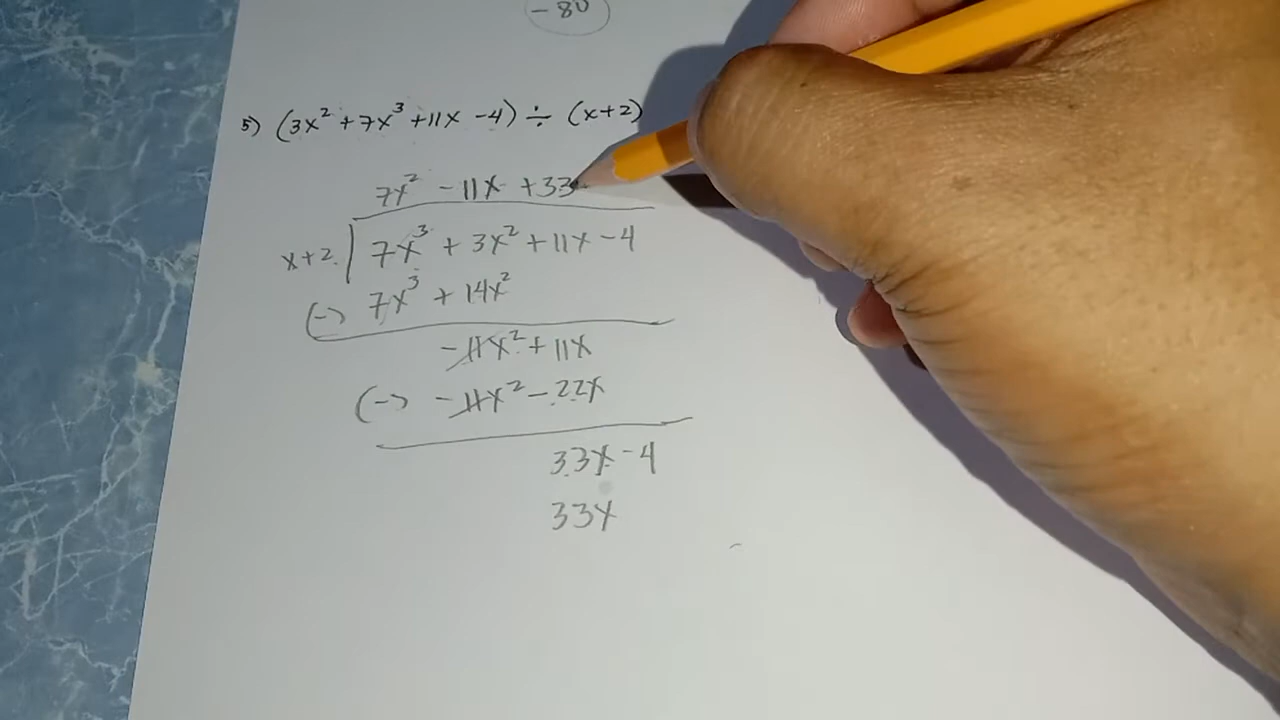 -80
5) (3x² + 7x³ + 11x - 4) ÷ (x+2)
7x² - 11x + 33
x+2 7x³ + 3x² + 11x - 4
(-) 7x³ + 14x²
-11x² + 11x
(-) -11x² - 22x
33x - 4
33x